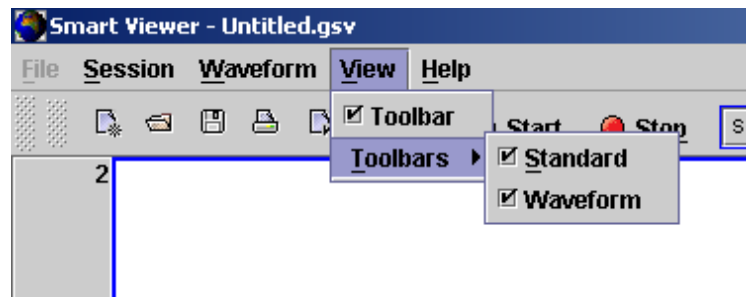 Smart Viewer - Untitled.gsv
File Session Waveform View Help
Toolbar
Start Stop S
Toolbars Standard
2
Waveform